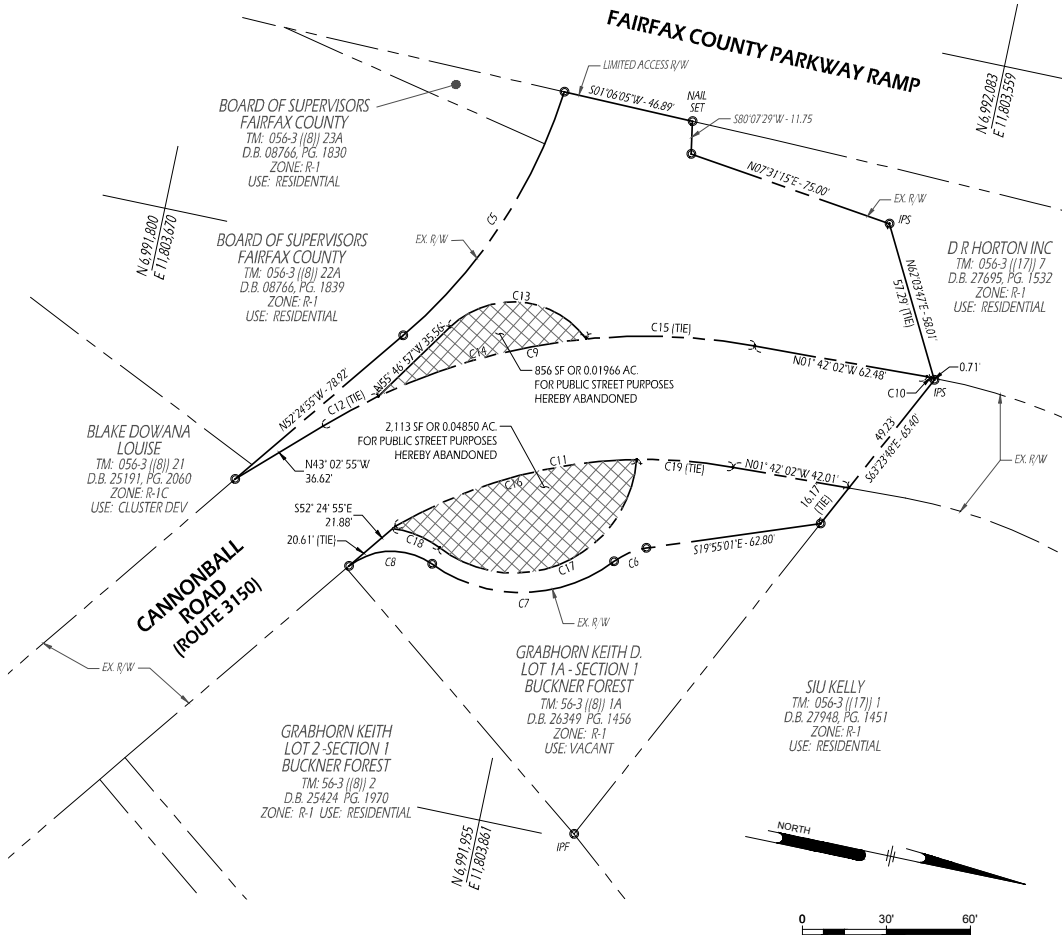 FAIRFAX COUNTY PARKWAY RAMP
LIMITED ACCESS R/W
S01°06'05"W - 46.89'
NAIL
SET
S80°07'29"W - 11.75
N 6,992,083
E 11,803,559
BOARD OF SUPERVISORS
FAIRFAX COUNTY
TM: 056-3 ((8)) 23A
D.B. 08766, PG. 1830
ZONE: R-1
USE: RESIDENTIAL
N07°31'15"E - 75.00'
EX. R/W
IPS
C5
N 6,991,800
E 11,803,670
BOARD OF SUPERVISORS
FAIRFAX COUNTY
TM: 056-3 ((8)) 22A
D.B. 08766, PG. 1839
ZONE: R-1
USE: RESIDENTIAL
EX. R/W
D R HORTON INC
TM: 056-3 ((17)) 7
D.B. 27695, PG. 1532
ZONE: R-1
USE: RESIDENTIAL
N62°03'47"E - 58.01'
57.29' (TIE)
C13
C15 (TIE)
N55° 46' 57"W 35.56'
C14
C9
N01° 42' 02"W 62.48'
0.71'
C10
IPS
856 SF OR 0.01966 AC.
FOR PUBLIC STREET PURPOSES
HEREBY ABANDONED
N52°24'55"W - 78.92'
C12 (TIE)
2,113 SF OR 0.04850 AC.
FOR PUBLIC STREET PURPOSES
HEREBY ABANDONED
BLAKE DOWANA
LOUISE
TM: 056-3 ((8)) 21
D.B. 25191, PG. 2060
ZONE: R-1C
USE: CLUSTER DEV
N43° 02' 55"W
36.62'
49.23'
S63°23'48"E - 65.40'
EX. R/W
C11
C19 (TIE)
N01° 42' 02"W 42.01'
C16
16.17'
(TIE)
S52° 24' 55"E
21.88'
20.61' (TIE)
C18
C8
C17
C6
S19°55'01"E - 62.80'
C7
EX. R/W
CANNONBALL
ROAD
(ROUTE 3150)
EX. R/W
GRABHORN KEITH D.
LOT 1A - SECTION 1
BUCKNER FOREST
TM: 56-3 ((8)) 1A
D.B. 26349 PG. 1456
ZONE: R-1
USE: VACANT
SIU KELLY
TM: 056-3 ((17)) 1
D.B. 27948, PG. 1451
ZONE: R-1
USE: RESIDENTIAL
GRABHORN KEITH
LOT 2 -SECTION 1
BUCKNER FOREST
TM: 56-3 ((8)) 2
D.B. 25424 PG. 1970
ZONE: R-1 USE: RESIDENTIAL
N 6,991,955
E 11,803,861
IPF
NORTH
0 30' 60'